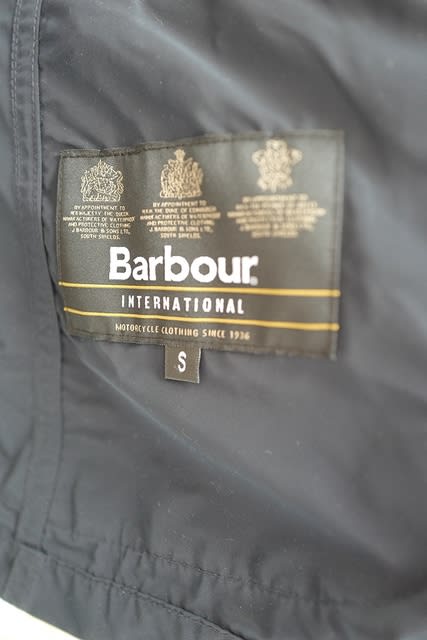 BY APPOINTMENT TO
HER MAJESTY THE QUEEN
MANUFACTURERS OF WATERPROOF
AND PROTECTIVE CLOTHING
J. BARBOUR & SONS LTD.
SOUTH SHIELDS.
BY APPOINTMENT TO
H.R.H. THE DUKE OF EDINBURGH
MANUFACTURERS OF WATERPROOF
AND PROTECTIVE CLOTHING
J. BARBOUR & SONS LTD.
SOUTH SHIELDS.
Barbour
INTERNATIONAL
MOTORCYCLE CLOTHING SINCE 1936
S